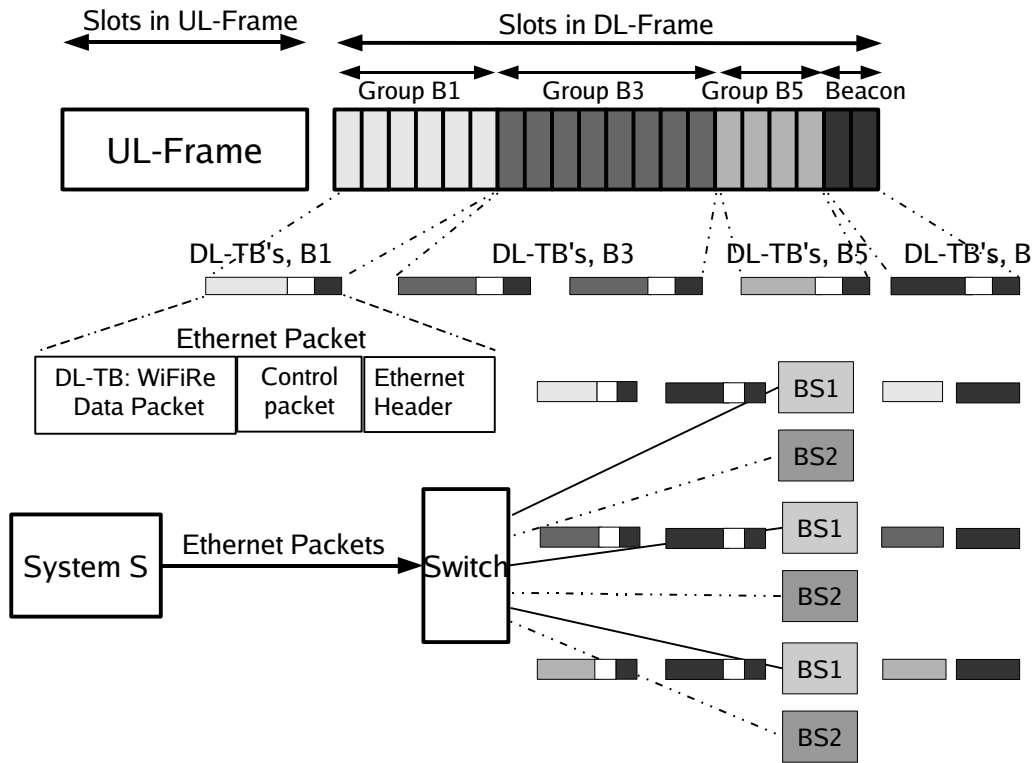 Slots in UL-Frame
Slots in DL-Frame
Group B1
Group B3
Group B5
Beacon
UL-Frame
DL-TB's, B1
DL-TB's, B3
DL-TB's, B5
DL-TB's, B
Ethernet Packet
DL-TB: WiFiRe
Data Packet
Control
packet
Ethernet
Header
BS1
BS2
System S
Ethernet Packets
Switch
BS1
BS2
BS1
BS2